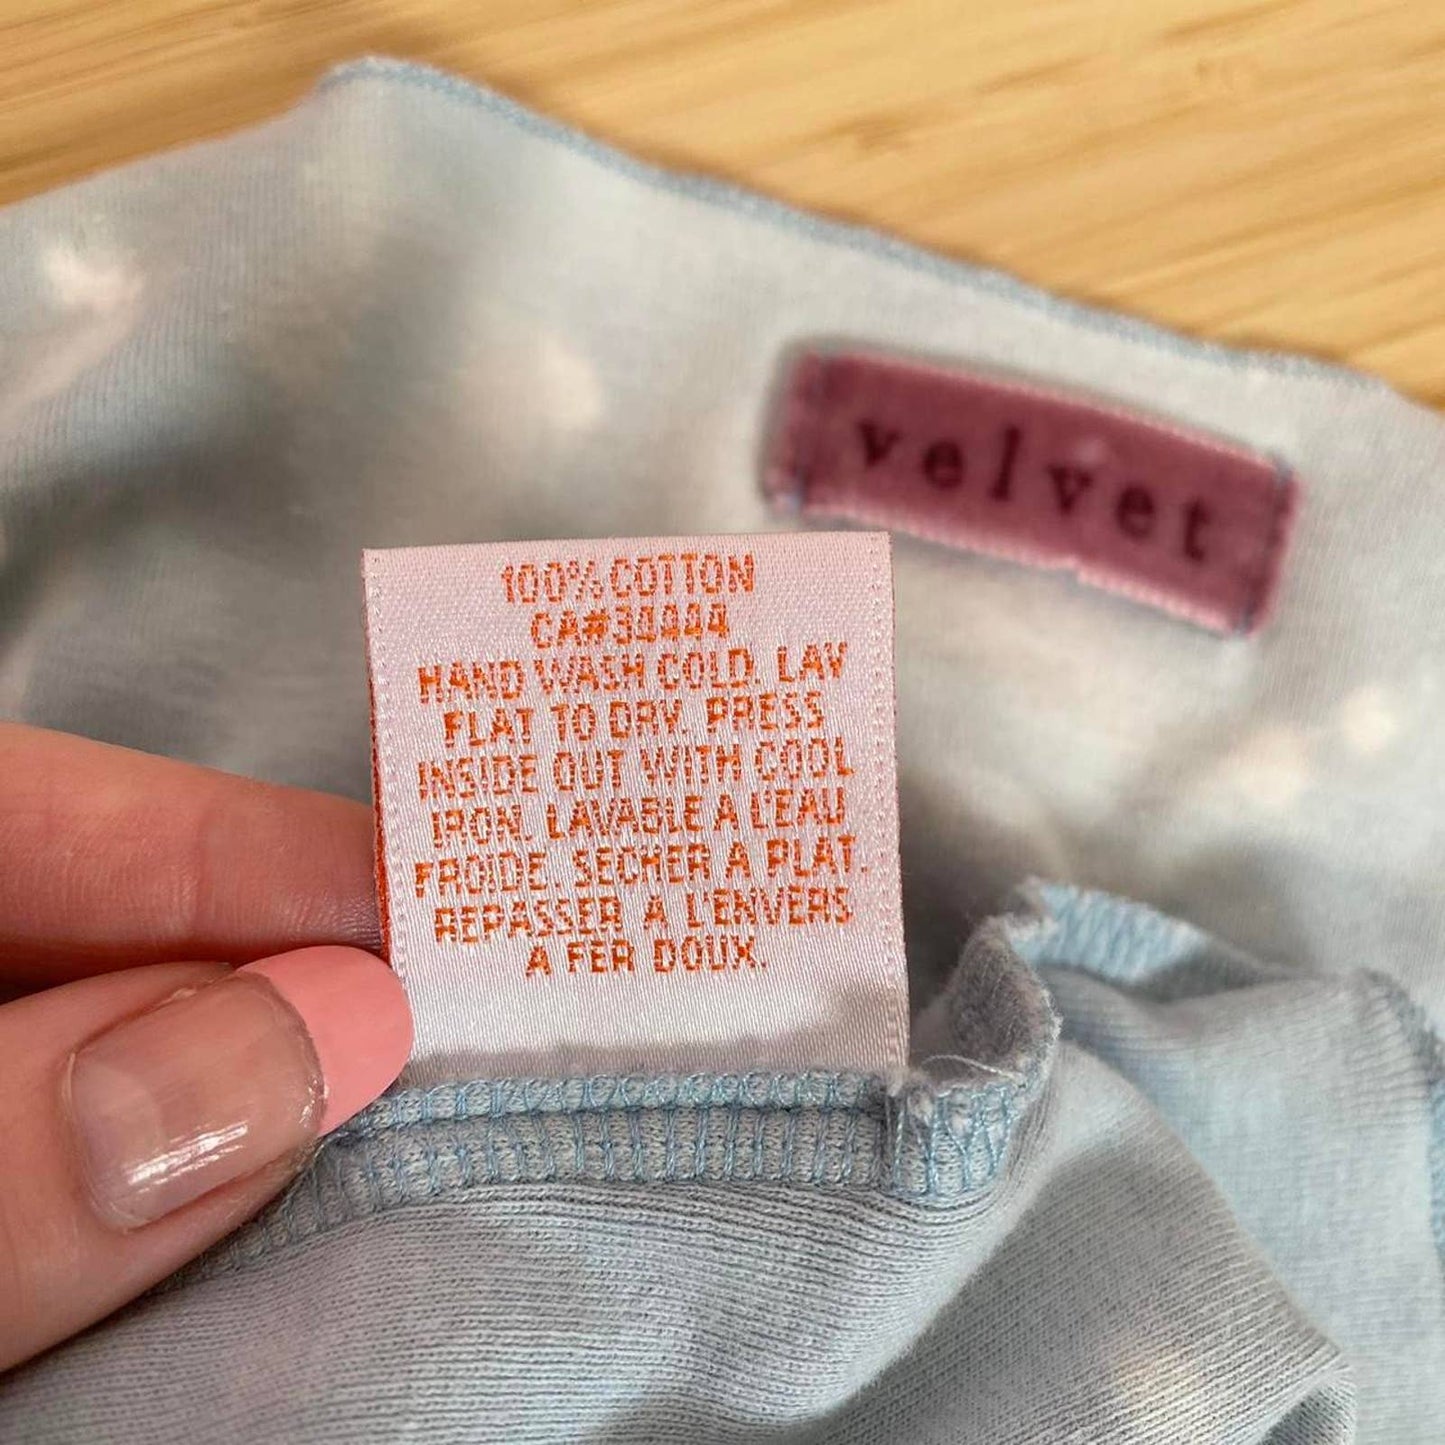 velvet
100% COTTON
CA#34444
HAND WASH COLD. LAY
FLAT TO DRY. PRESS
INSIDE OUT WITH COOL
IRON. LAVABLE A L'EAU
FROIDE. SECHER A PLAT.
REPASSER A L'ENVERS
A FER DOUX.